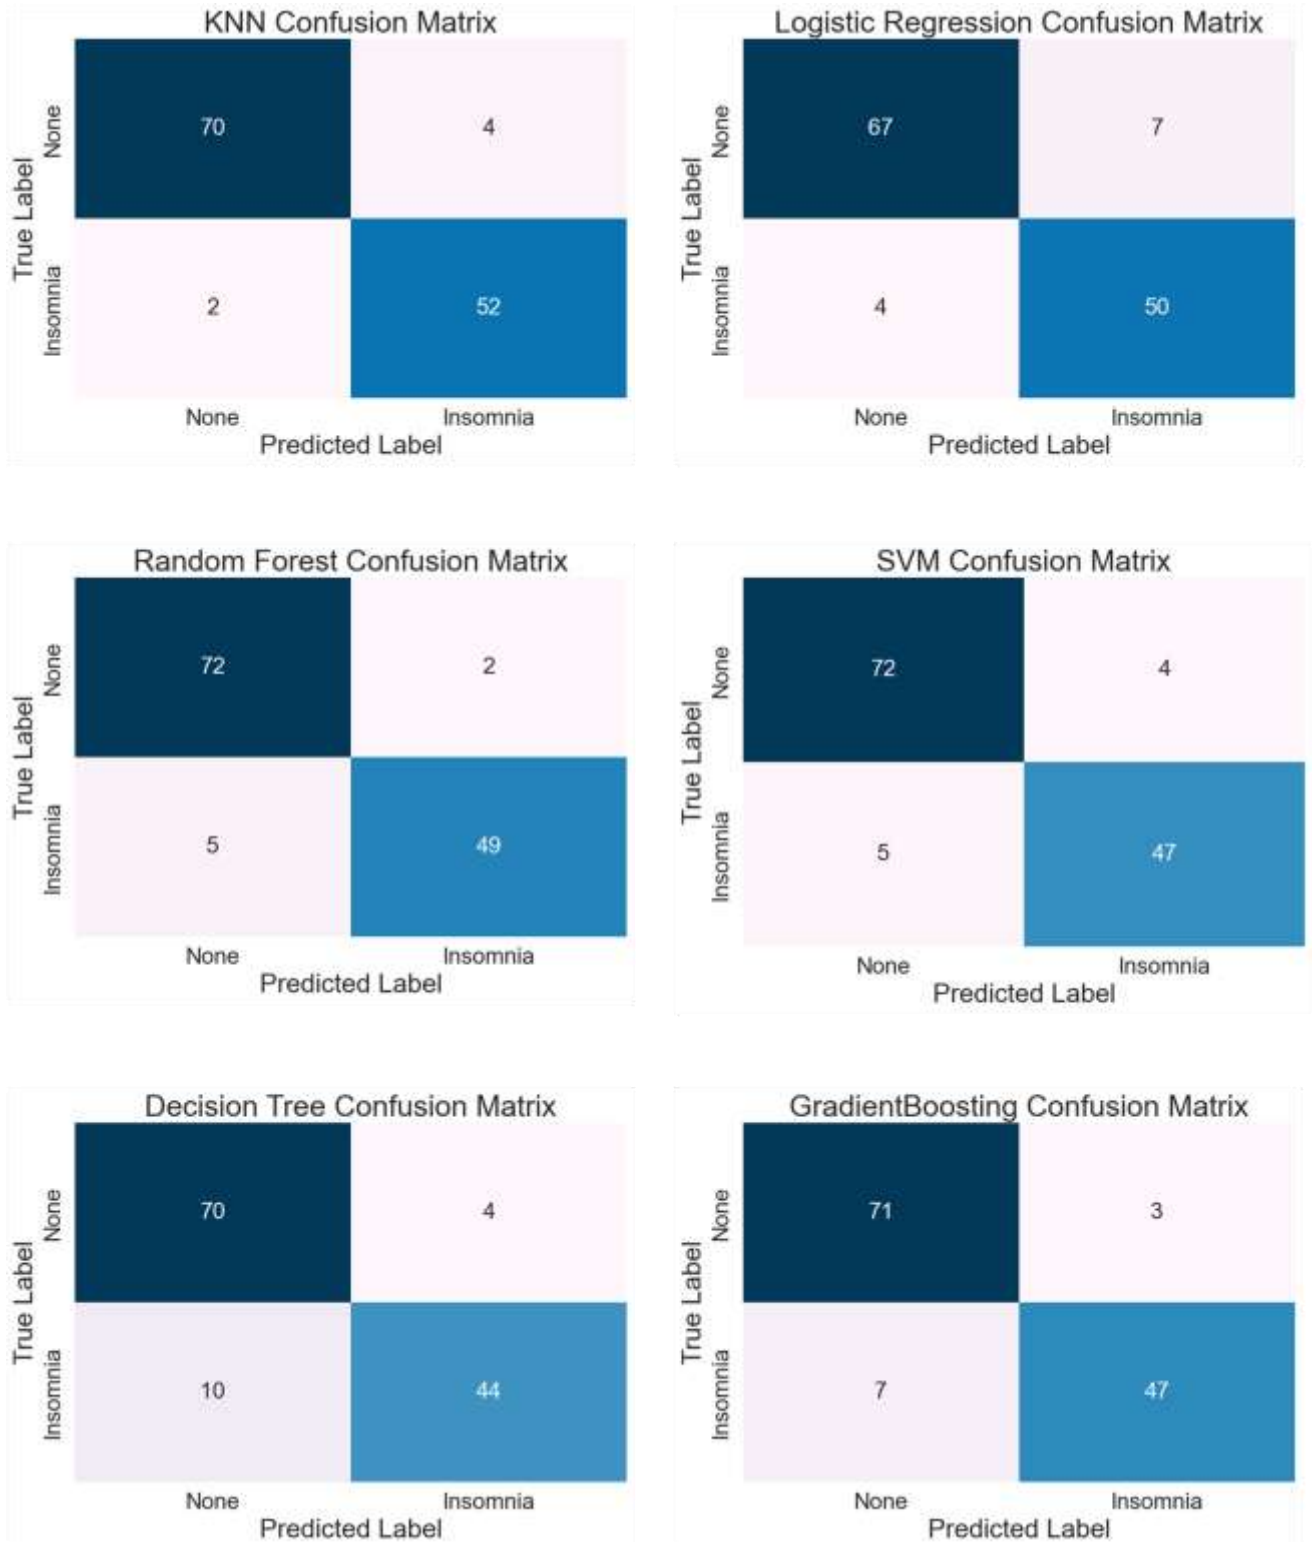 KNN Confusion Matrix
True Label
None
Insomnia
70
4
2
52
None
Insomnia
Predicted Label
Logistic Regression Confusion Matrix
True Label
None
Insomnia
67
7
4
50
None
Insomnia
Predicted Label
Random Forest Confusion Matrix
True Label
None
Insomnia
72
2
5
49
None
Insomnia
Predicted Label
SVM Confusion Matrix
True Label
None
Insomnia
72
4
5
47
None
Insomnia
Predicted Label
Decision Tree Confusion Matrix
True Label
None
Insomnia
70
4
10
44
None
Insomnia
Predicted Label
GradientBoosting Confusion Matrix
True Label
None
Insomnia
71
3
7
47
None
Insomnia
Predicted Label